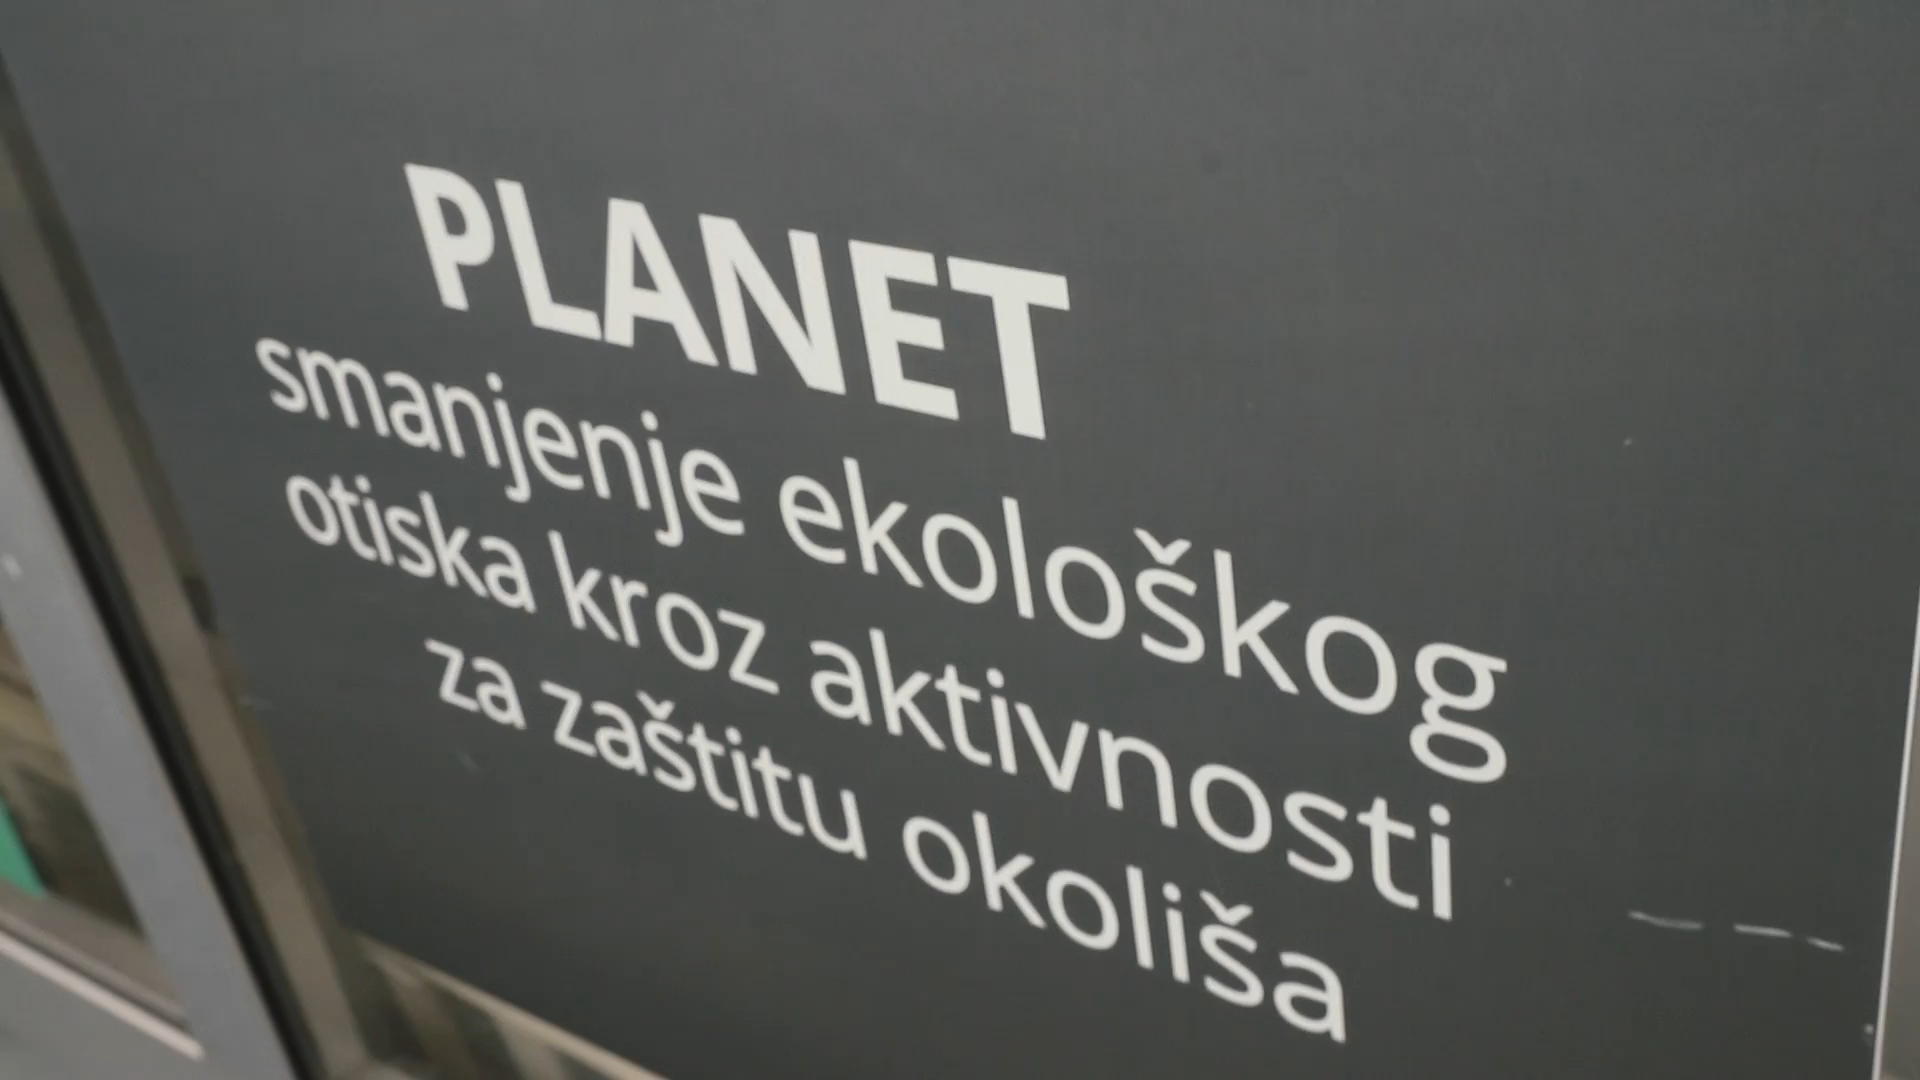 PLANET
smanjenje ekološkog
otiska kroz aktivnosti
za zaštitu okoliša